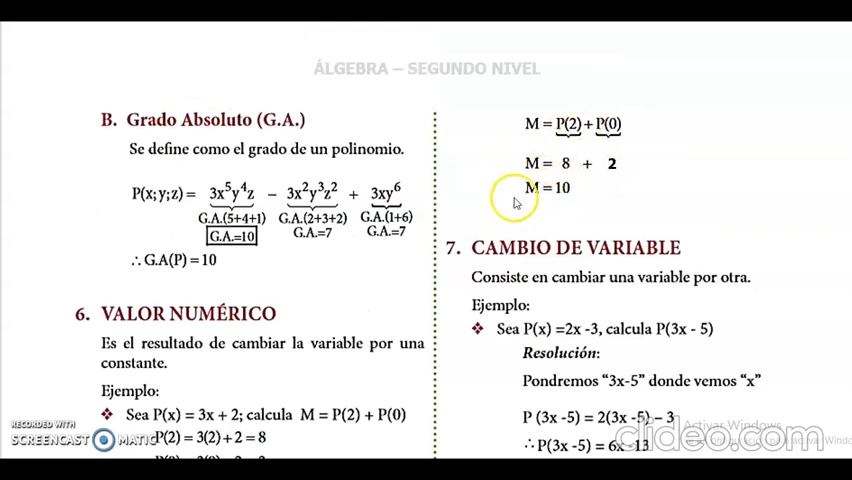 ÁLGEBRA – SEGUNDO NIVEL
B. Grado Absoluto (G.A.)
Se define como el grado de un polinomio.
P(x; y; z) = 3x⁵y⁴z − 3x²y³z² + 3xy⁶
G.A.(5+4+1) G.A.(2+3+2) G.A.(1+6)
G.A.=10 G.A.=7 G.A.=7
∴ G.A(P) = 10
6. VALOR NUMÉRICO
Es el resultado de cambiar la variable por una
constante.
Ejemplo:
❖ Sea P(x) = 3x + 2; calcula M = P(2) + P(0)
P(2) = 3(2) + 2 = 8
M = P(2) + P(0)
M = 8 + 2
M = 10
7. CAMBIO DE VARIABLE
Consiste en cambiar una variable por otra.
Ejemplo:
❖ Sea P(x) =2x -3, calcula P(3x - 5)
Resolución:
Pondremos “3x-5” donde vemos “x”
P (3x -5) = 2(3x -5) – 3
∴ P(3x -5) = 6x -13
RECORDED WITH
SCREENCAST MATIC
Activar Windows
clideo.com